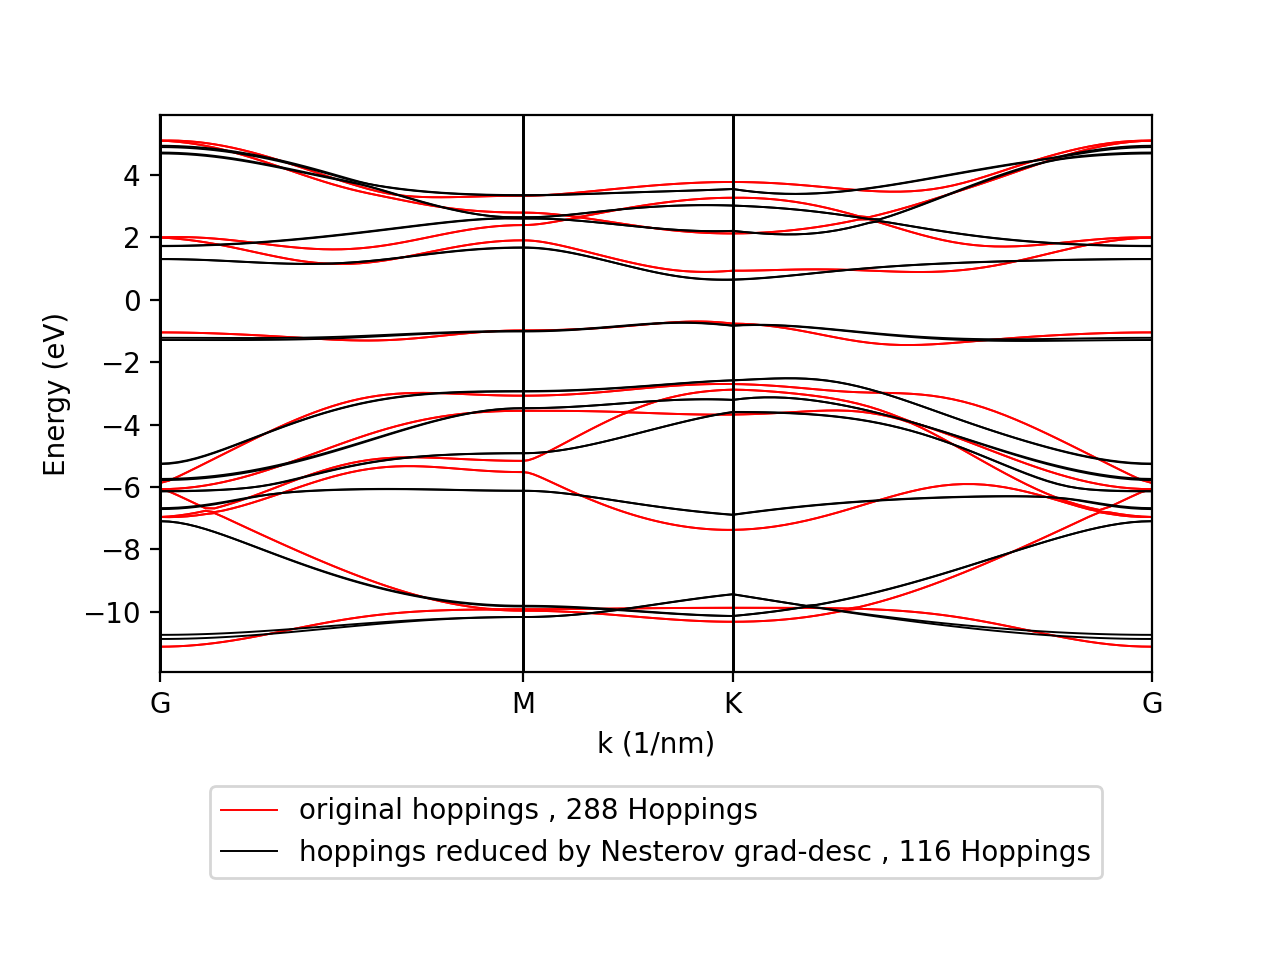 4
2
0
−2
−4
−6
−8
−10
Energy (eV)
G M K G
k (1/nm)
original hoppings , 288 Hoppings
hoppings reduced by Nesterov grad-desc , 116 Hoppings